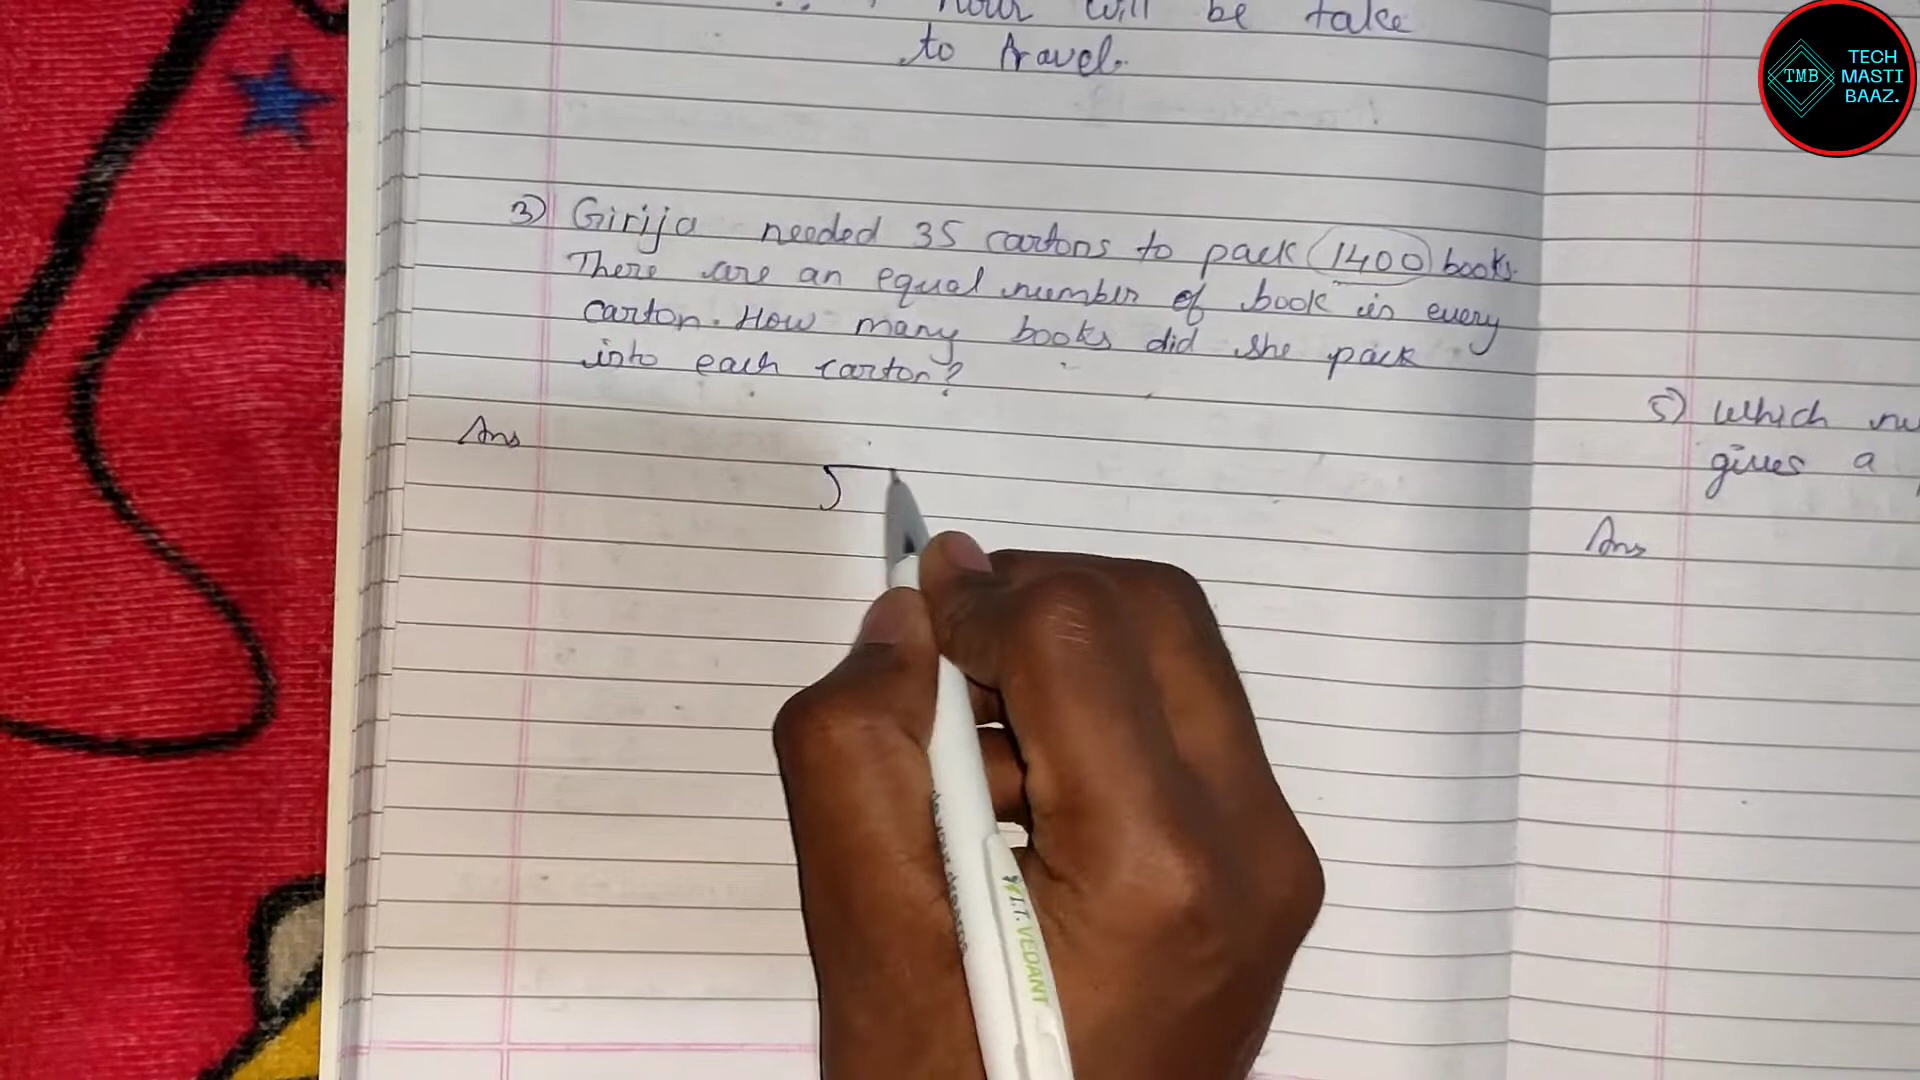 hour will be take
to travel.
3) Girija needed 35 cartons to pack 1400 books.
There are an equal number of book in every
carton. How many books did she pack
into each carton?
Ans
5) Which nu
gives a
Ans
TMB
TECH
MASTI
BAAZ.
I.T. VEDANT